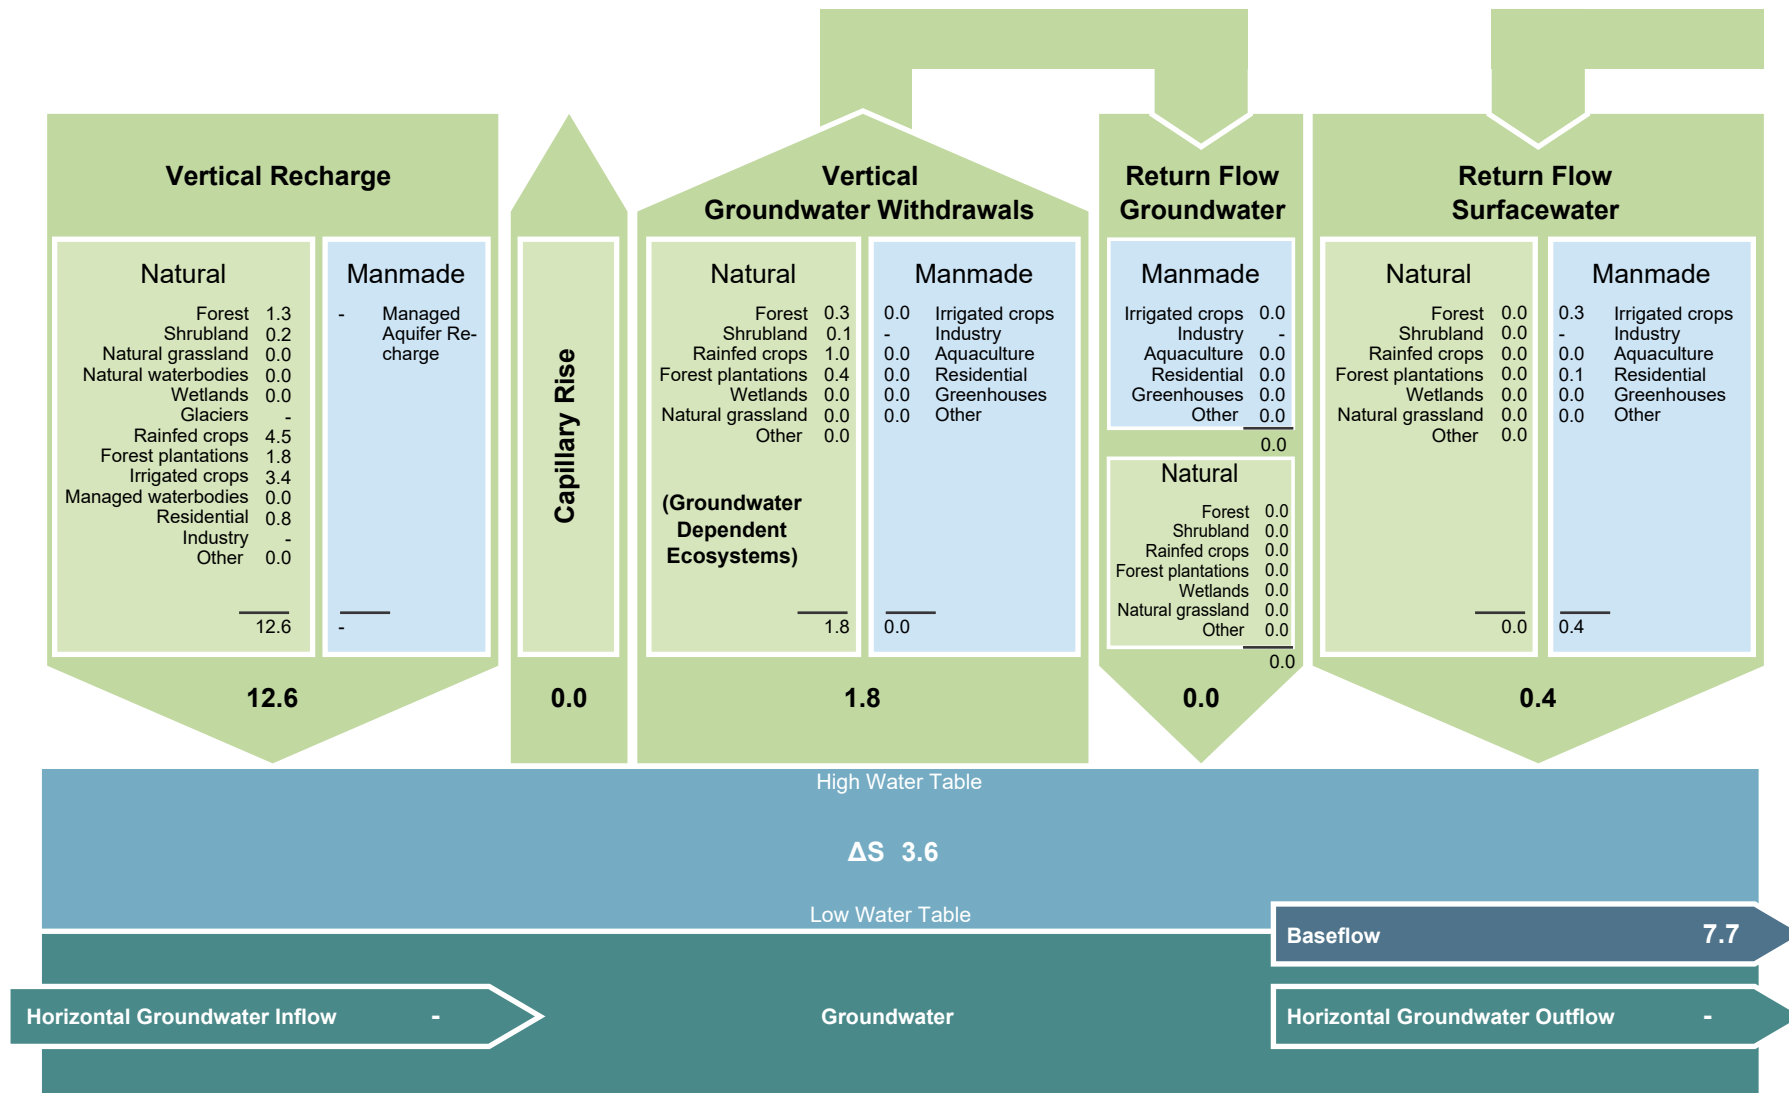 Vertical Recharge
Natural
Forest 1.3
Shrubland 0.2
Natural grassland 0.0
Natural waterbodies 0.0
Wetlands 0.0
Glaciers -
Rainfed crops 4.5
Forest plantations 1.8
Irrigated crops 3.4
Managed waterbodies 0.0
Residential 0.8
Industry -
Other 0.0
12.6
Manmade
- Managed
Aquifer Re-
charge
-
12.6
Capillary Rise
0.0
Vertical
Groundwater Withdrawals
Natural
Forest 0.3
Shrubland 0.1
Rainfed crops 1.0
Forest plantations 0.4
Wetlands 0.0
Natural grassland 0.0
Other 0.0
(Groundwater
Dependent
Ecosystems)
1.8
Manmade
0.0 Irrigated crops
- Industry
0.0 Aquaculture
0.0 Residential
0.0 Greenhouses
0.0 Other
0.0
1.8
Return Flow
Groundwater
Manmade
Irrigated crops 0.0
Industry -
Aquaculture 0.0
Residential 0.0
Greenhouses 0.0
Other 0.0
0.0
Natural
Forest 0.0
Shrubland 0.0
Rainfed crops 0.0
Forest plantations 0.0
Wetlands 0.0
Natural grassland 0.0
Other 0.0
0.0
0.0
Return Flow
Surfacewater
Natural
Forest 0.0
Shrubland 0.0
Rainfed crops 0.0
Forest plantations 0.0
Wetlands 0.0
Natural grassland 0.0
Other 0.0
0.0
Manmade
0.3 Irrigated crops
- Industry
0.0 Aquaculture
0.1 Residential
0.0 Greenhouses
0.0 Other
0.4
0.4
High Water Table
ΔS 3.6
Low Water Table
Baseflow 7.7
Horizontal Groundwater Inflow -
Groundwater
Horizontal Groundwater Outflow -